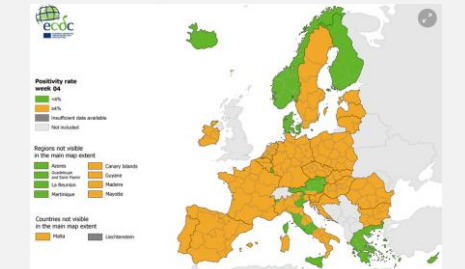 ecdc
Positivity rate
week 04
<4%
≥4%
Insufficient data available
Not included
Regions not visible
in the main map extent
Azores
Canary Islands
Guadeloupe
and Saint Martin
Guyane
La Reunion
Madeira
Martinique
Mayotte
Countries not visible
in the main map extent
Malta
Liechtenstein